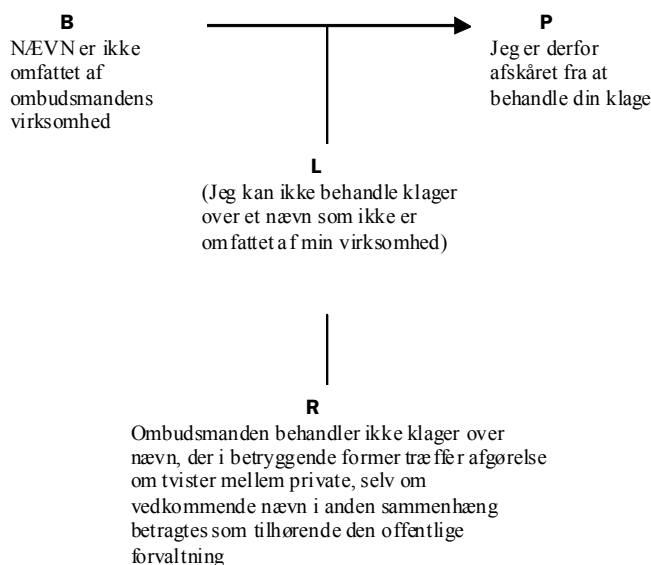 B
NÆVN er ikke
omfattet af
ombudsmandens
virksomhed
P
Jeg er derfor
afskåret fra at
behandle din klage
L
(Jeg kan ikke behandle klager
over et nævn som ikke er
omfattet af min virksomhed)
R
Ombudsmanden behandler ikke klager over
nævn, der i betryggende former træffer afgørelse
om tvister mellem private, selv om
vedkommende nævn i anden sammenhæng
betragtes som tilhørende den offentlige
forvaltning